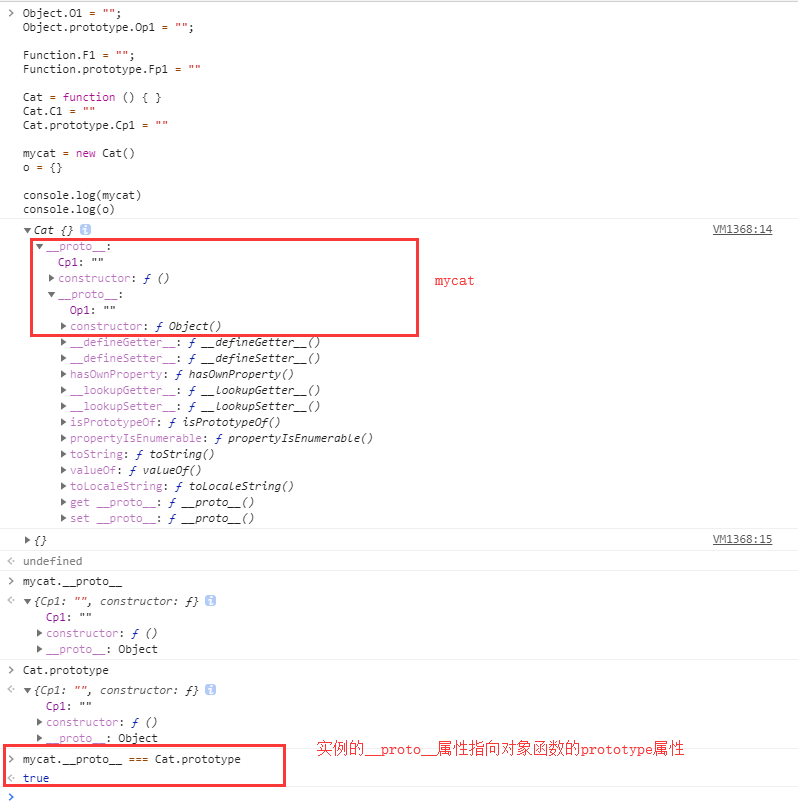 > Object.O1 = "";
Object.prototype.Op1 = "";
Function.F1 = "";
Function.prototype.Fp1 = ""
Cat = function () { }
Cat.C1 = ""
Cat.prototype.Cp1 = ""
mycat = new Cat()
o = {}
console.log(mycat)
console.log(o)
▼Cat {} i VM1368:14
▼__proto__:
Cp1: ""
▶constructor: ƒ ()
mycat
▼__proto__:
Op1: ""
▶constructor: ƒ Object()
▶__defineGetter__: ƒ __defineGetter__()
▶__defineSetter__: ƒ __defineSetter__()
▶hasOwnProperty: ƒ hasOwnProperty()
▶__lookupGetter__: ƒ __lookupGetter__()
▶__lookupSetter__: ƒ __lookupSetter__()
▶isPrototypeOf: ƒ isPrototypeOf()
▶propertyIsEnumerable: ƒ propertyIsEnumerable()
▶toString: ƒ toString()
▶valueOf: ƒ valueOf()
▶toLocaleString: ƒ toLocaleString()
▶get __proto__: ƒ __proto__()
▶set __proto__: ƒ __proto__()
▶{} VM1368:15
undefined
> mycat.__proto__
▼{Cp1: "", constructor: ƒ} i
Cp1: ""
▶constructor: ƒ ()
▶__proto__: Object
> Cat.prototype
▼{Cp1: "", constructor: ƒ} i
Cp1: ""
▶constructor: ƒ ()
▶__proto__: Object
实例的__proto__属性指向对象函数的prototype属性
> mycat.__proto__ === Cat.prototype
true
>